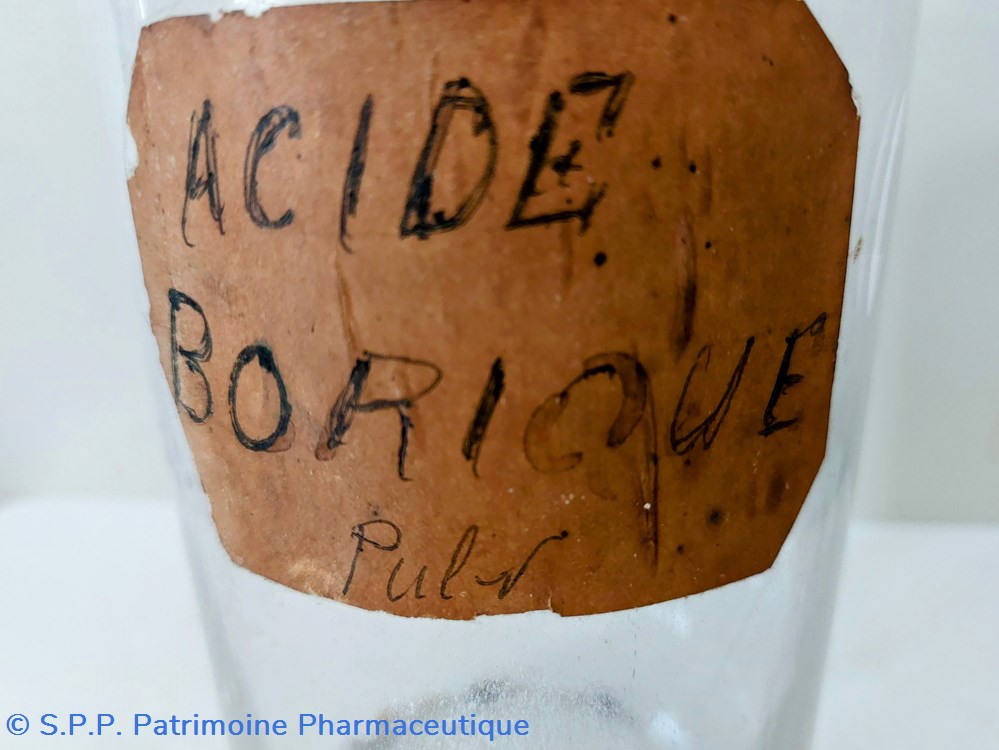 ACIDE
BORIQUE
Pulv
© S.P.P. Patrimoine Pharmaceutique